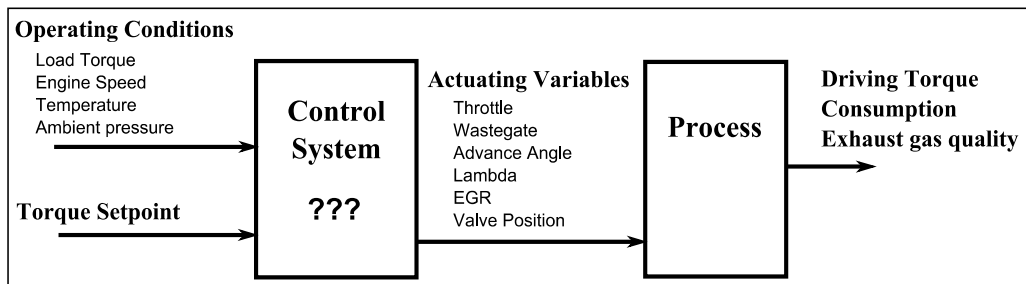 Operating Conditions
Load Torque
Engine Speed
Temperature
Ambient pressure
Torque Setpoint
Control
System
???
Actuating Variables
Throttle
Wastegate
Advance Angle
Lambda
EGR
Valve Position
Process
Driving Torque
Consumption
Exhaust gas quality